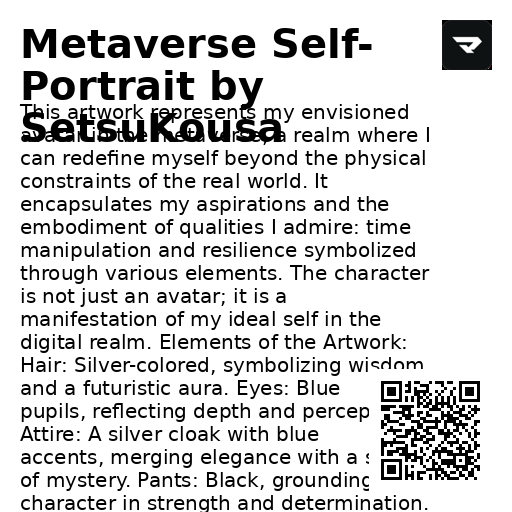 Metaverse Self-
Portrait by
SetsuKousa
This artwork represents my envisioned
avatar in the metaverse, a realm where I
can redefine myself beyond the physical
constraints of the real world. It
encapsulates my aspirations and the
embodiment of qualities I admire: time
manipulation and resilience symbolized
through various elements. The character
is not just an avatar; it is a
manifestation of my ideal self in the
digital realm. Elements of the Artwork:
Hair: Silver-colored, symbolizing wisdom
and a futuristic aura. Eyes: Blue
pupils, reflecting depth and percep
Attire: A silver cloak with blue
accents, merging elegance with a
of mystery. Pants: Black, grounding
character in strength and determination.